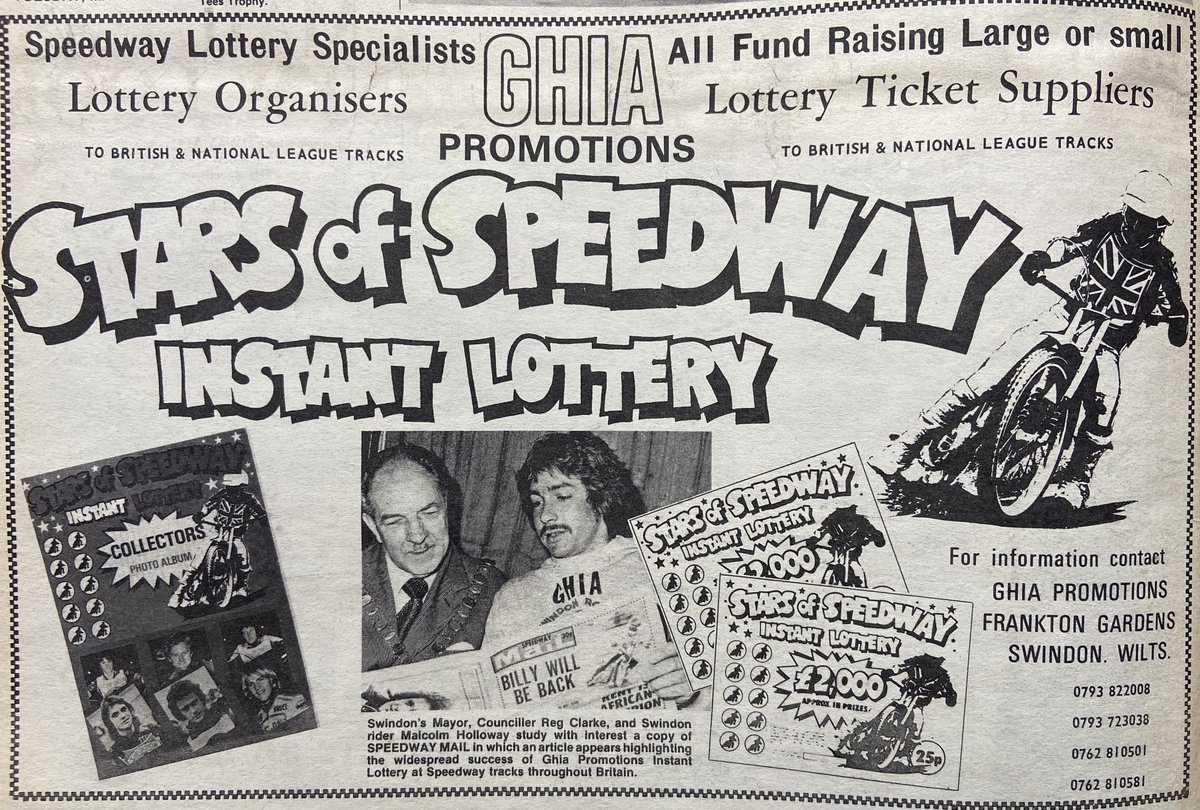 Tees Trophy.
Speedway Lottery Specialists
GHIA
All Fund Raising Large or small
Lottery Organisers
Lottery Ticket Suppliers
TO BRITISH & NATIONAL LEAGUE TRACKS
PROMOTIONS
TO BRITISH & NATIONAL LEAGUE TRACKS
STARS of SPEEDWAY
INSTANT LOTTERY
STARS of SPEEDWAY
INSTANT LOTTERY
COLLECTORS
PHOTO ALBUM
BRUCE
GHIA
SPEEDWAY
30p
MAIL
BILLY WILL
BE BACK
AFRICAN
STARS of SPEEDWAY
INSTANT LOTTERY
2,000
STARS of SPEEDWAY
INSTANT LOTTERY
£2,000
APPROX IN PRIZES
25p
Swindon's Mayor, Counciller Reg Clarke, and Swindon
rider Malcolm Holloway study with interest a copy of
SPEEDWAY MAIL in which an article appears highlighting
the widespread success of Ghia Promotions Instant
Lottery at Speedway tracks throughout Britain.
For information contact
GHIA PROMOTIONS
FRANKTON GARDENS
SWINDON. WILTS.
0793 822008
0793 723038
0762 810501
0762 810581